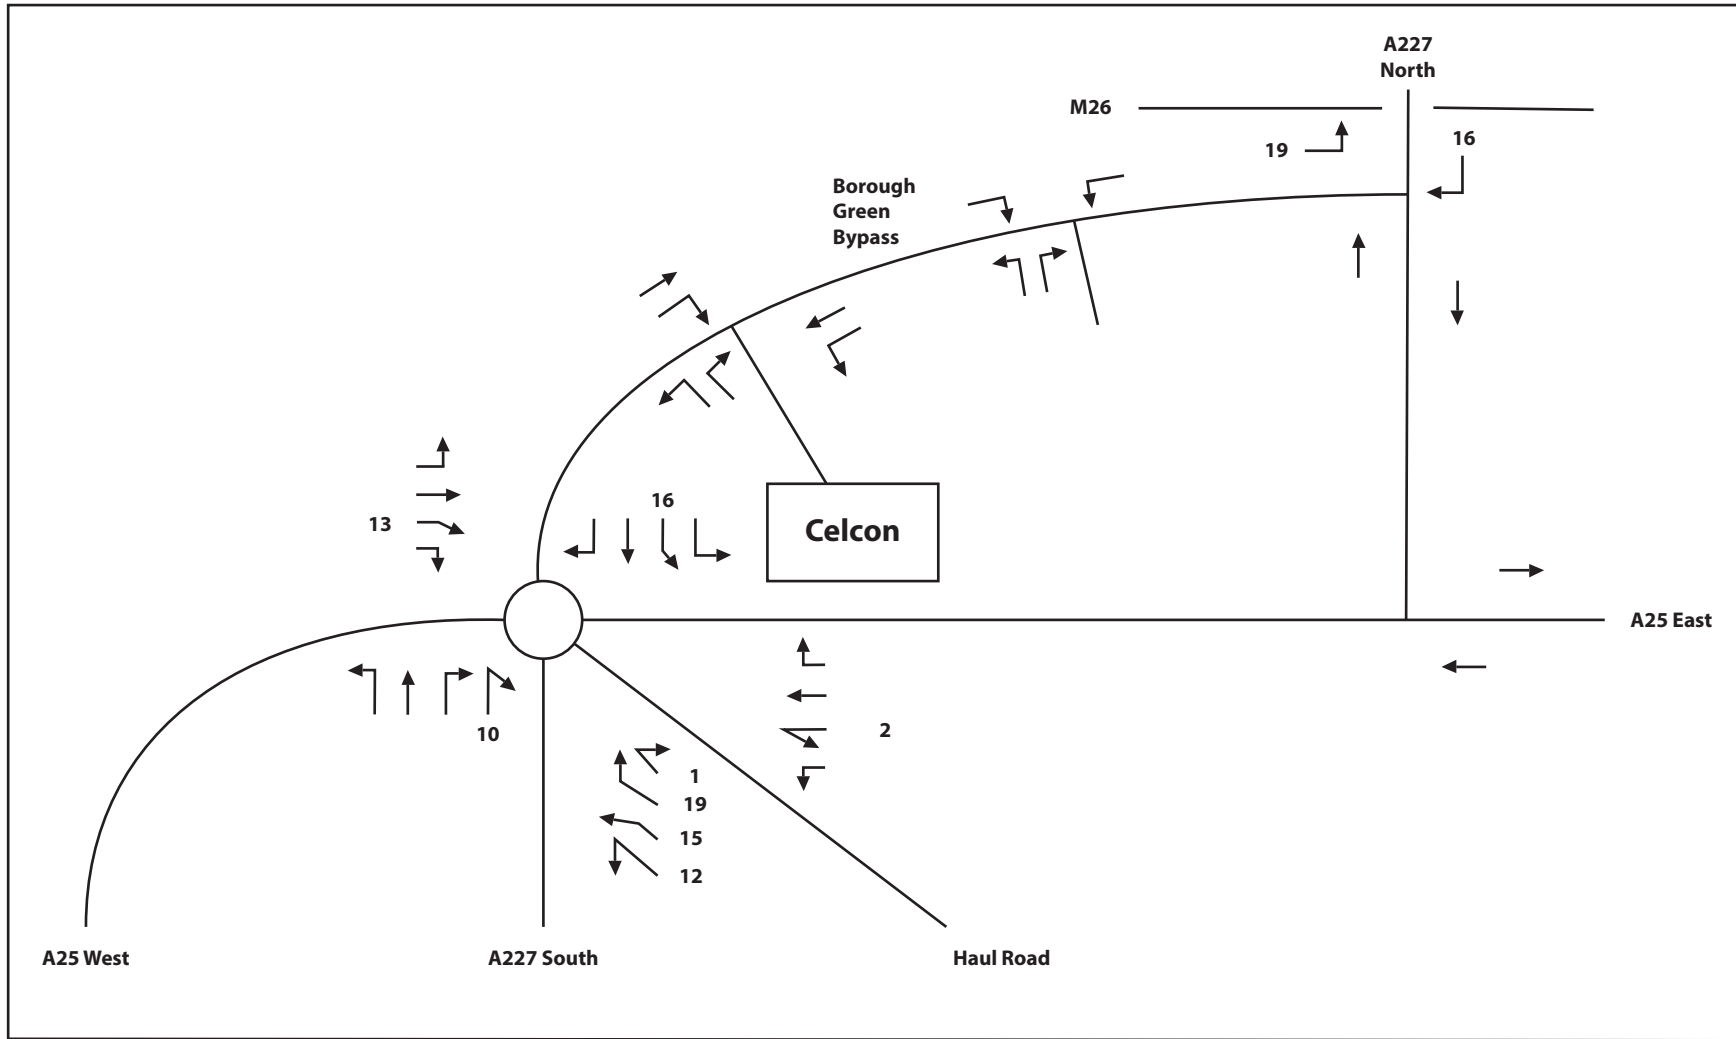 A227
North
M26
19
16
Borough
Green
Bypass
16
13
Celcon
A25 East
2
10
1
19
15
12
A25 West
A227 South
Haul Road